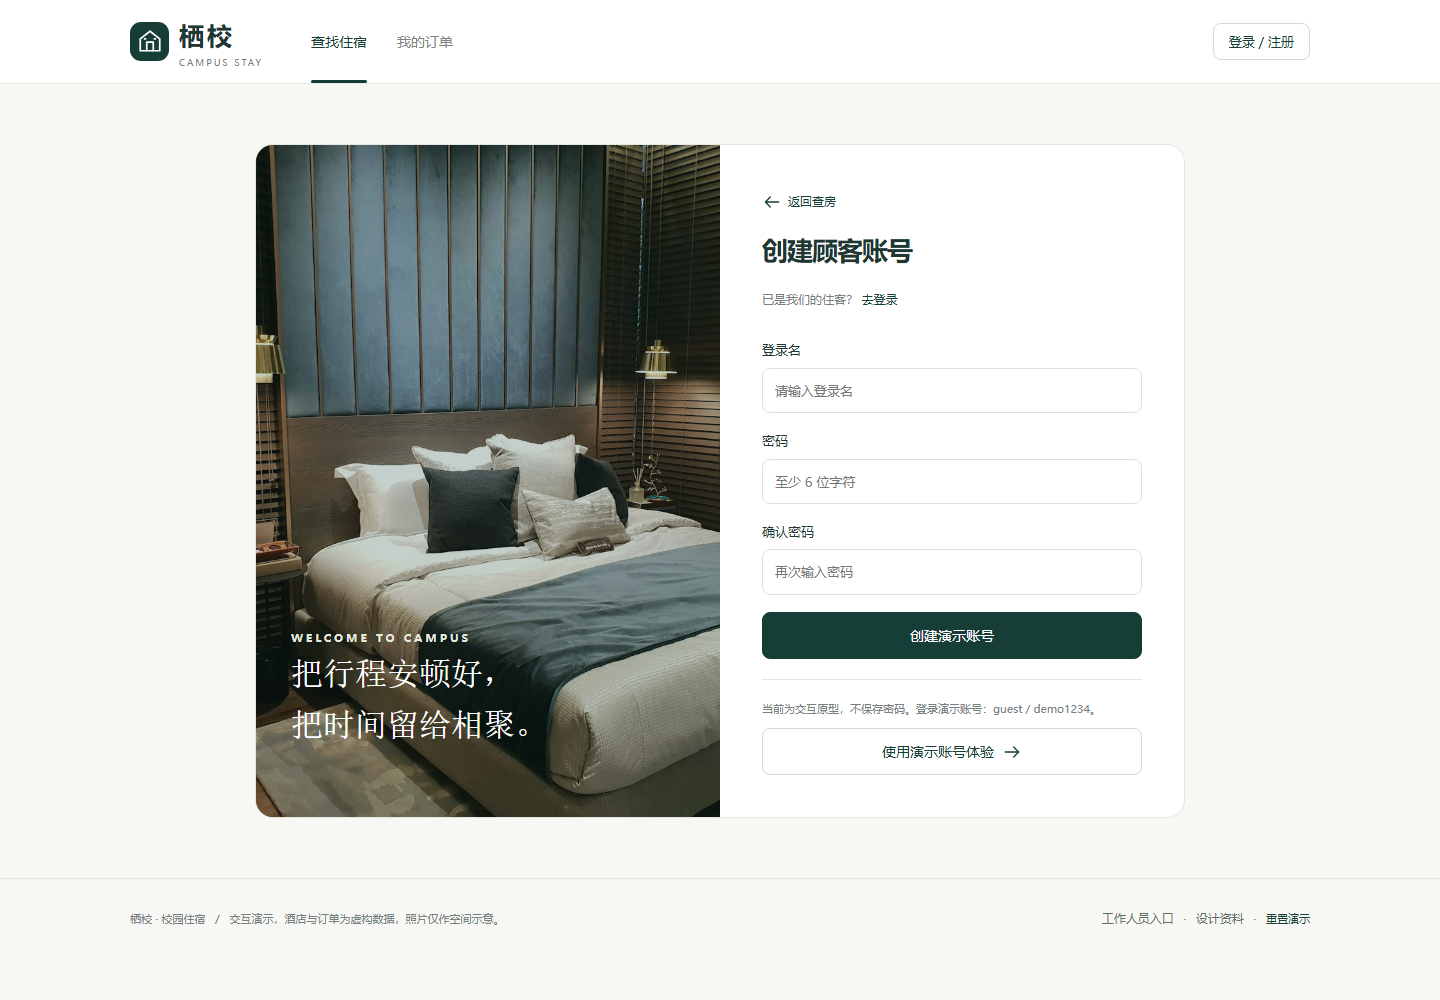 栖校
CAMPUS STAY
查找住宿
我的订单
登录 / 注册
WELCOME TO CAMPUS
把行程安顿好，
把时间留给相聚。
返回查房
创建顾客账号
已是我们的住客？ 去登录
登录名
请输入登录名
密码
至少 6 位字符
确认密码
再次输入密码
创建演示账号
当前为交互原型，不保存密码。登录演示账号：guest / demo1234。
使用演示账号体验
栖校 · 校园住宿 / 交互演示，酒店与订单为虚构数据，照片仅作空间示意。
工作人员入口 · 设计资料 · 重置演示